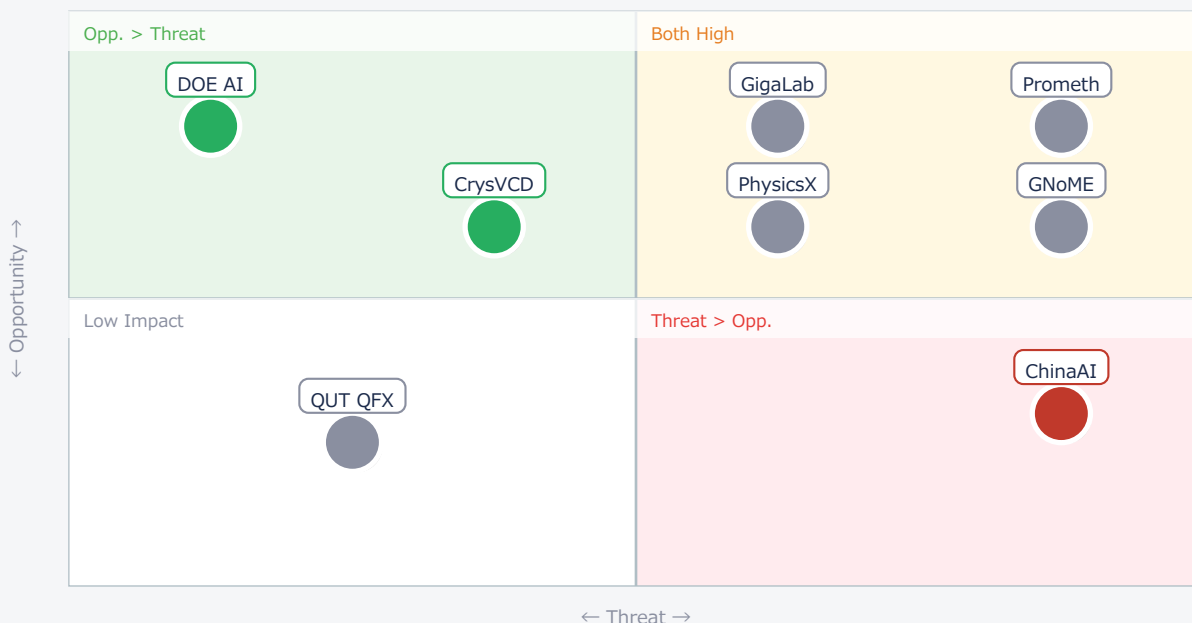 Opp. > Threat
Both High
DOE AI
GigaLab
Prometh
CrysVCD
PhysicsX
GNoME
← Opportunity →
Low Impact
Threat > Opp.
ChinaAI
QUT QFX
← Threat →